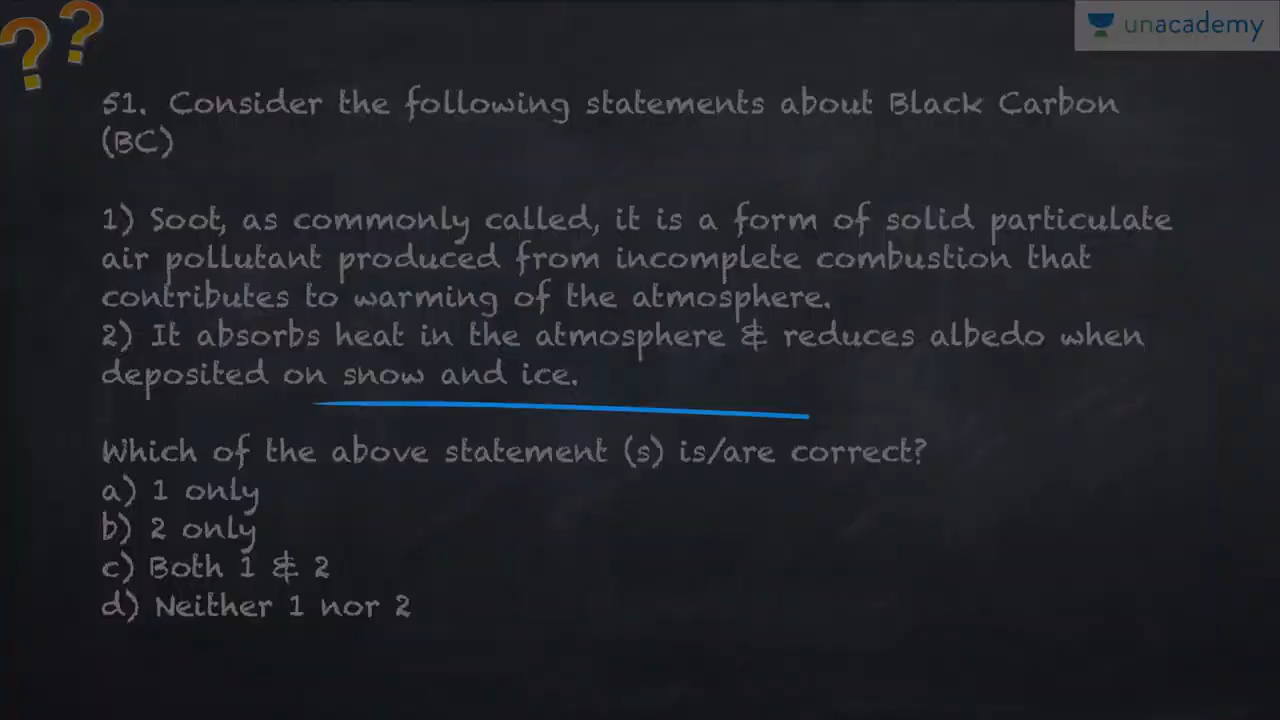 ??
unacademy
51. Consider the following statements about Black Carbon
(BC)
1) Soot, as commonly called, it is a form of solid particulate
air pollutant produced from incomplete combustion that
contributes to warming of the atmosphere.
2) It absorbs heat in the atmosphere & reduces albedo when
deposited on snow and ice.
Which of the above statement (s) is/are correct?
a) 1 only
b) 2 only
c) Both 1 & 2
d) Neither 1 nor 2